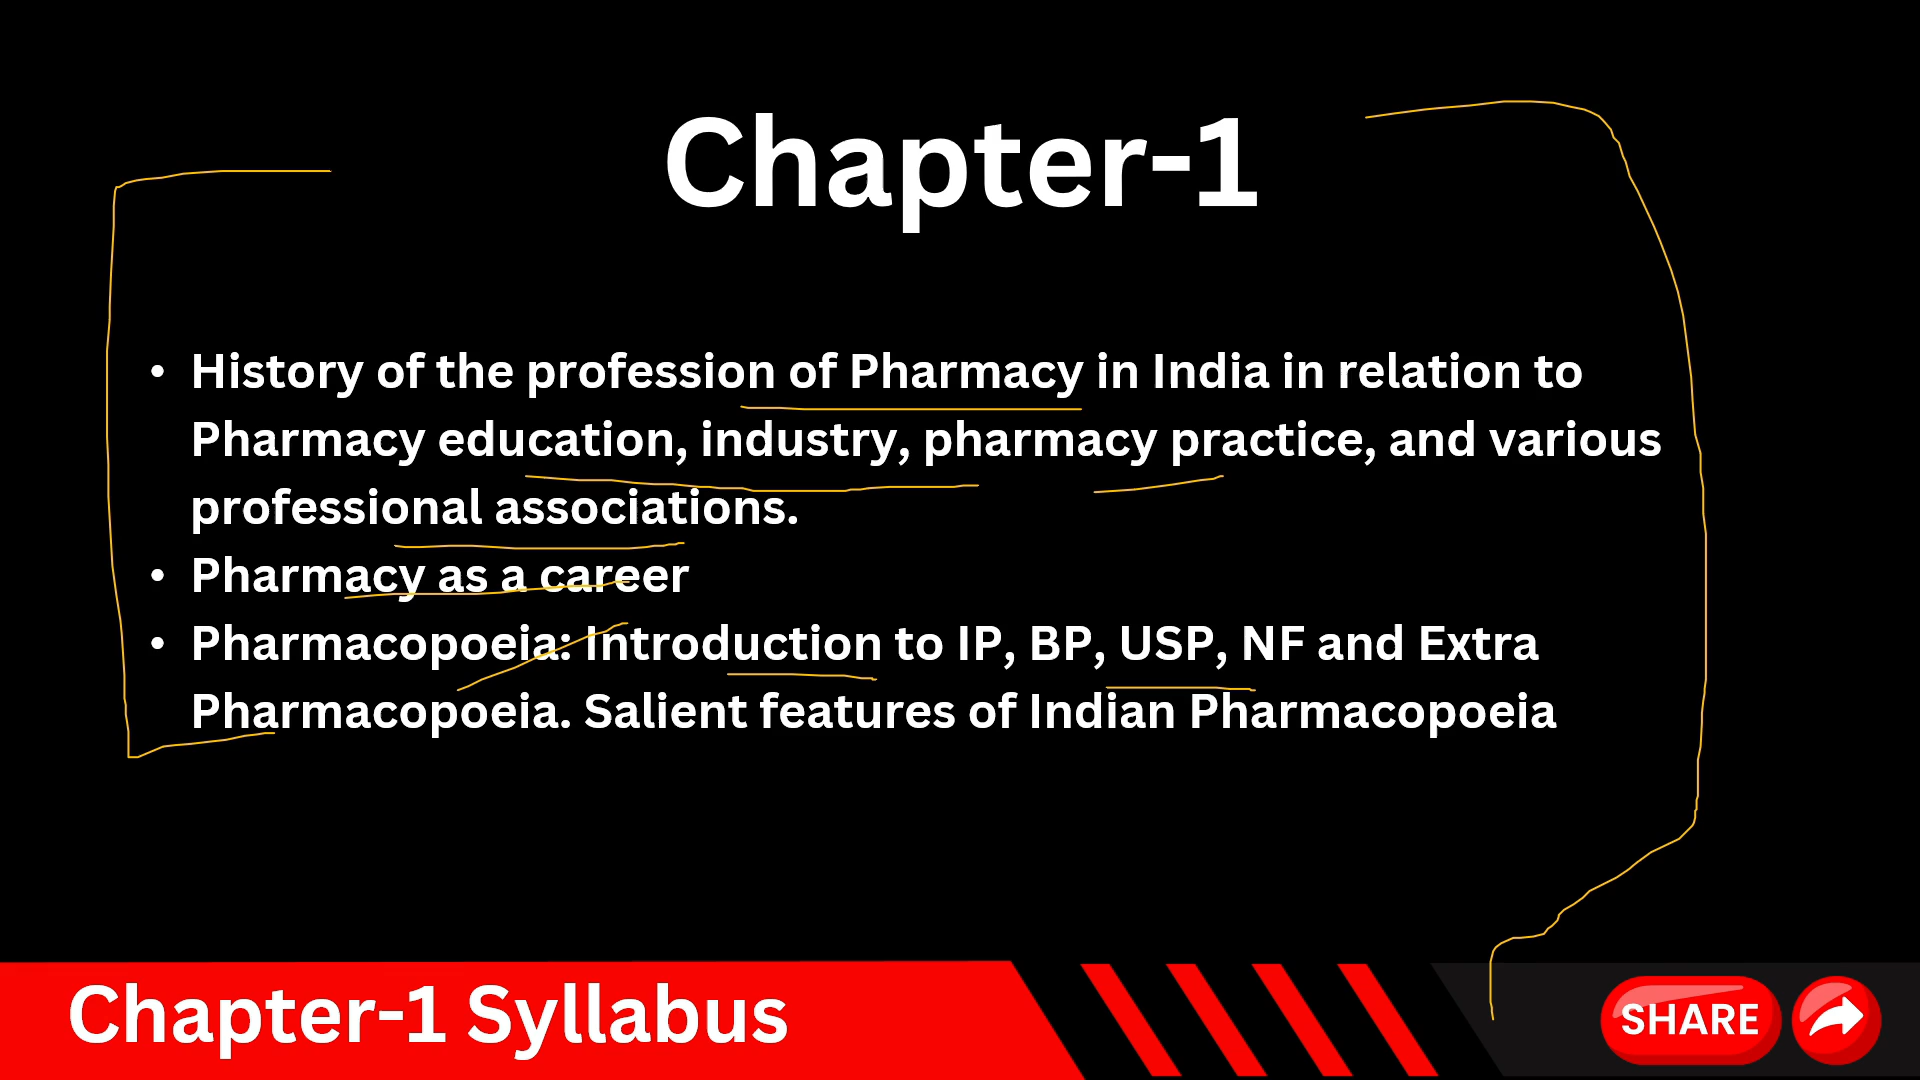 Chapter-1
• History of the profession of Pharmacy in India in relation to
Pharmacy education, industry, pharmacy practice, and various
professional associations.
• Pharmacy as a career
• Pharmacopoeia: Introduction to IP, BP, USP, NF and Extra
Pharmacopoeia. Salient features of Indian Pharmacopoeia
Chapter-1 Syllabus
SHARE